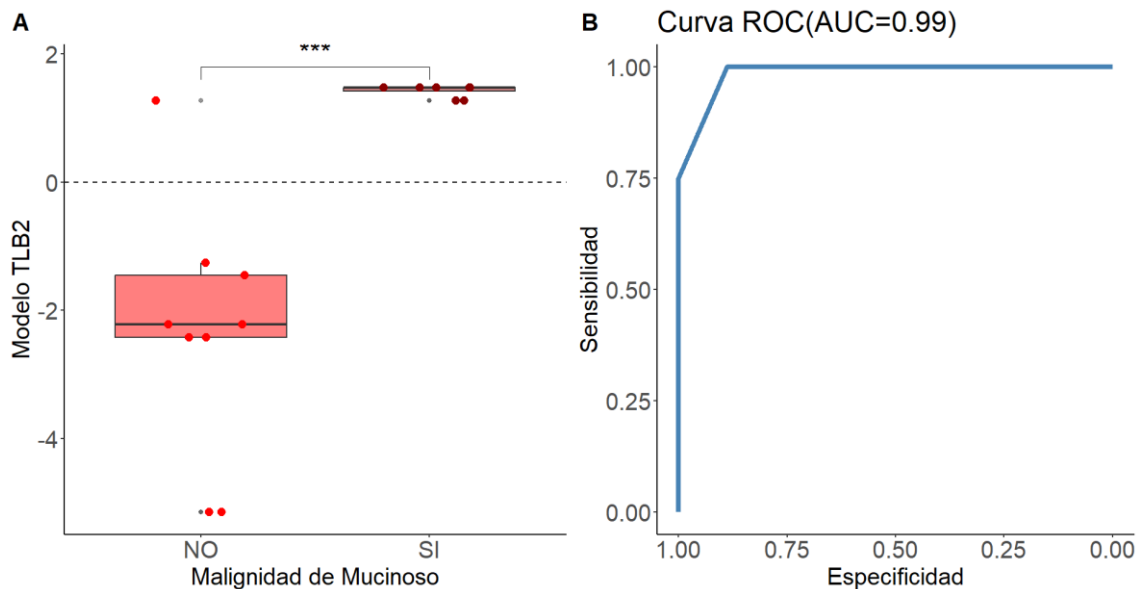 A
***
2
0
-2
-4
Modelo TLB2
NO
SI
Malignidad de Mucinoso
B
Curva ROC(AUC=0.99)
1.00
0.75
0.50
0.25
0.00
Sensibilidad
1.00
0.75
0.50
0.25
0.00
Especificidad